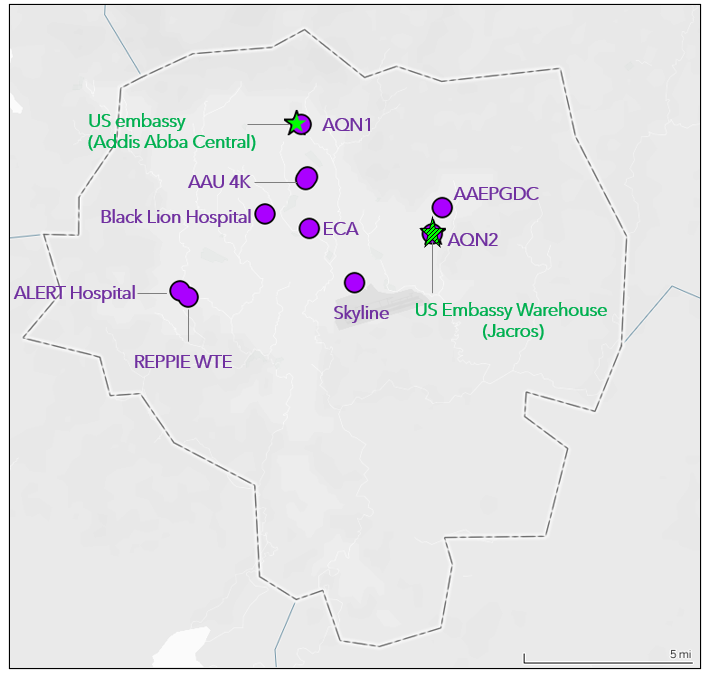 US embassy
(Addis Abba Central)
AQN1
AAU 4K
AAEPGDC
Black Lion Hospital
ECA
AQN2
ALERT Hospital
Skyline
US Embassy Warehouse
(Jacros)
REPPIE WTE
5 mi